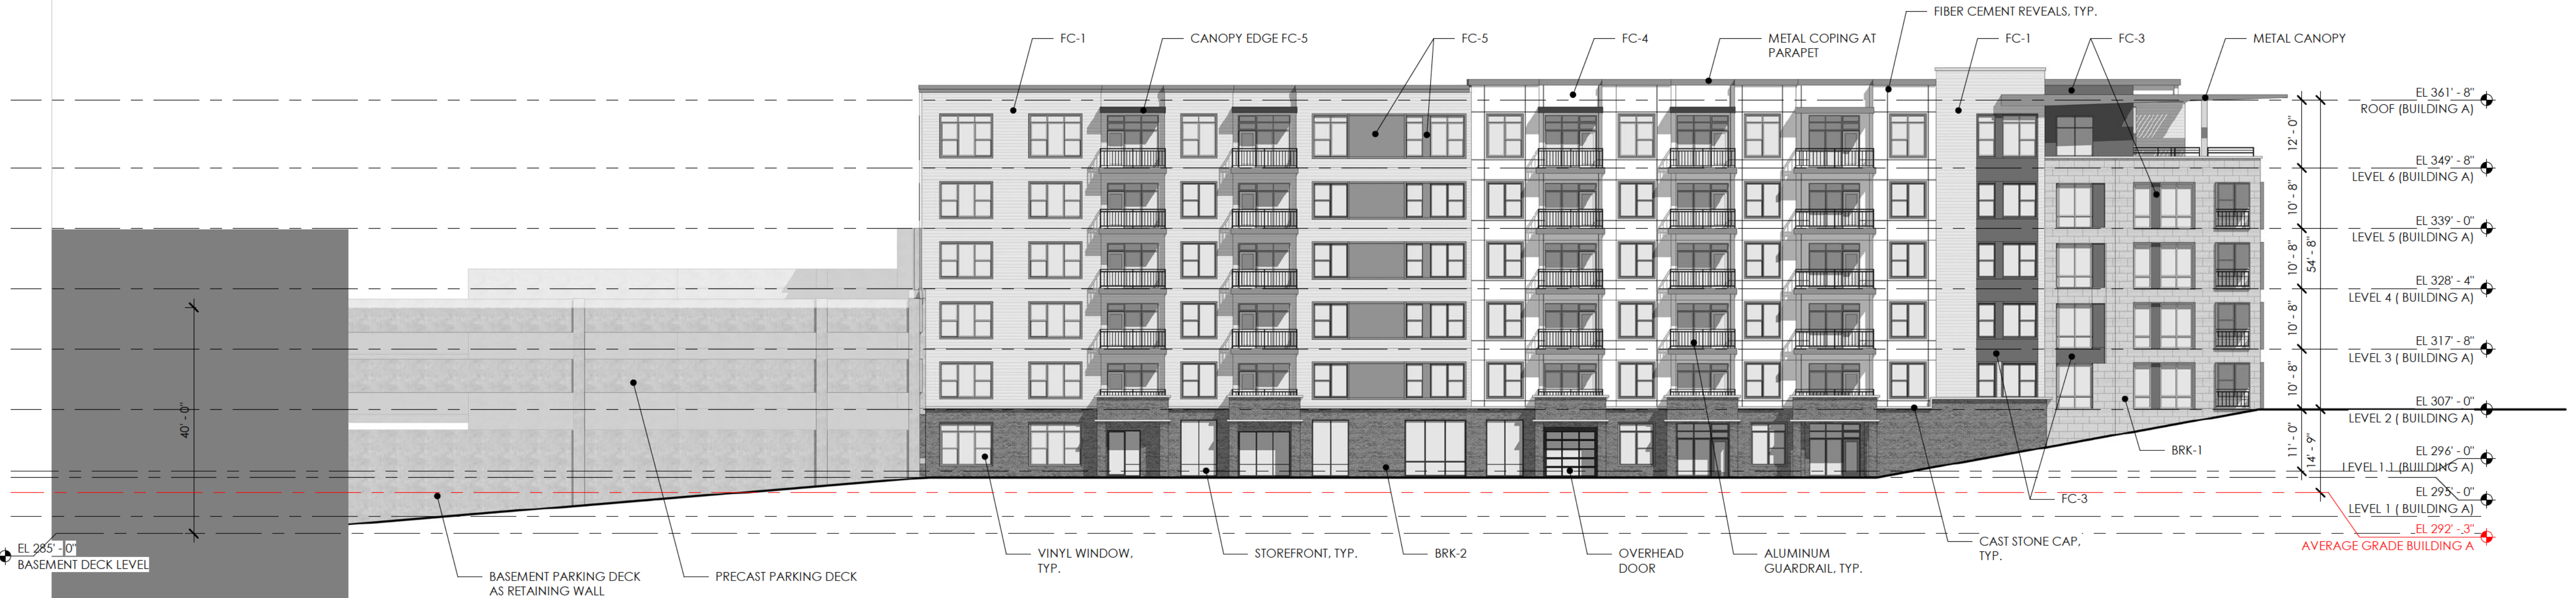 FIBER CEMENT REVEALS, TYP.
FC-1
CANOPY EDGE FC-5
FC-5
FC-4
METAL COPING AT
PARAPET
FC-1
FC-3
METAL CANOPY
EL 361' - 8"
ROOF (BUILDING A)
12' - 0"
EL 349' - 8"
LEVEL 6 (BUILDING A)
10' - 8"
EL 339' - 0"
LEVEL 5 (BUILDING A)
10' - 8"
54' - 8"
EL 328' - 4"
LEVEL 4 ( BUILDING A)
10' - 8"
EL 317' - 8"
LEVEL 3 ( BUILDING A)
10' - 8"
EL 307' - 0"
LEVEL 2 ( BUILDING A)
40' - 0"
11' - 0"
14' - 9"
BRK-1
EL 296' - 0"
LEVEL 1.1 (BUILDING A)
FC-3
EL 295' - 0"
LEVEL 1 ( BUILDING A)
EL 292' - 3"
AVERAGE GRADE BUILDING A
EL 285' - 0"
BASEMENT DECK LEVEL
BASEMENT PARKING DECK
AS RETAINING WALL
PRECAST PARKING DECK
VINYL WINDOW,
TYP.
STOREFRONT, TYP.
BRK-2
OVERHEAD
DOOR
ALUMINUM
GUARDRAIL, TYP.
CAST STONE CAP,
TYP.